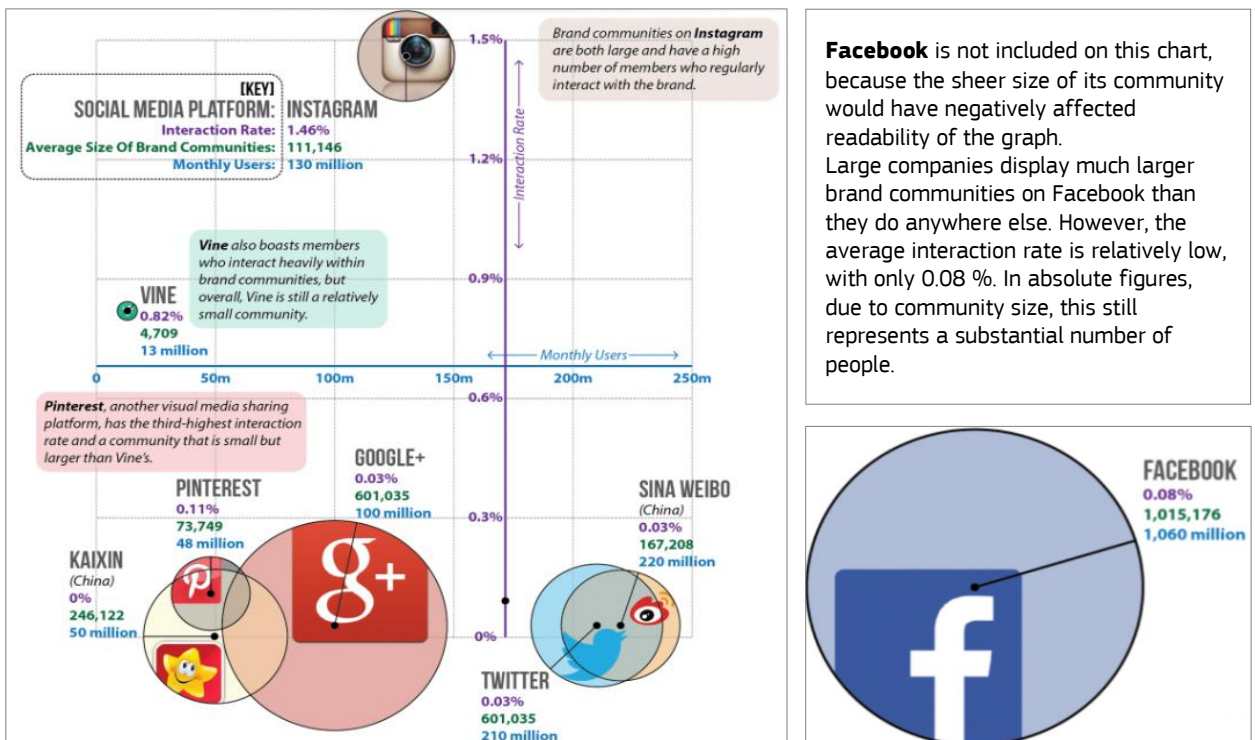 1.5%
Brand communities on Instagram
are both large and have a high
number of members who regularly
interact with the brand.
[KEY]
SOCIAL MEDIA PLATFORM: INSTAGRAM
Interaction Rate: 1.46%
Average Size Of Brand Communities: 111,146
Monthly Users: 130 million
Interaction Rate
1.2%
Vine also boasts members
who interact heavily within
brand communities, but
overall, Vine is still a relatively
small community.
0.9%
VINE
0.82%
4,709
13 million
Monthly Users
0
50m
100m
150m
200m
250m
0.6%
Pinterest, another visual media sharing
platform, has the third-highest interaction
rate and a community that is small but
larger than Vine's.
GOOGLE+
0.03%
601,035
100 million
PINTEREST
0.11%
73,749
48 million
0.3%
SINA WEIBO
(China)
0.03%
167,208
220 million
KAIXIN
(China)
0%
246,122
50 million
g+
0%
TWITTER
0.03%
601,035
210 million
Facebook is not included on this chart,
because the sheer size of its community
would have negatively affected
readability of the graph.
Large companies display much larger
brand communities on Facebook than
they do anywhere else. However, the
average interaction rate is relatively low,
with only 0.08 %. In absolute figures,
due to community size, this still
represents a substantial number of
people.
FACEBOOK
0.08%
1,015,176
1,060 million
f